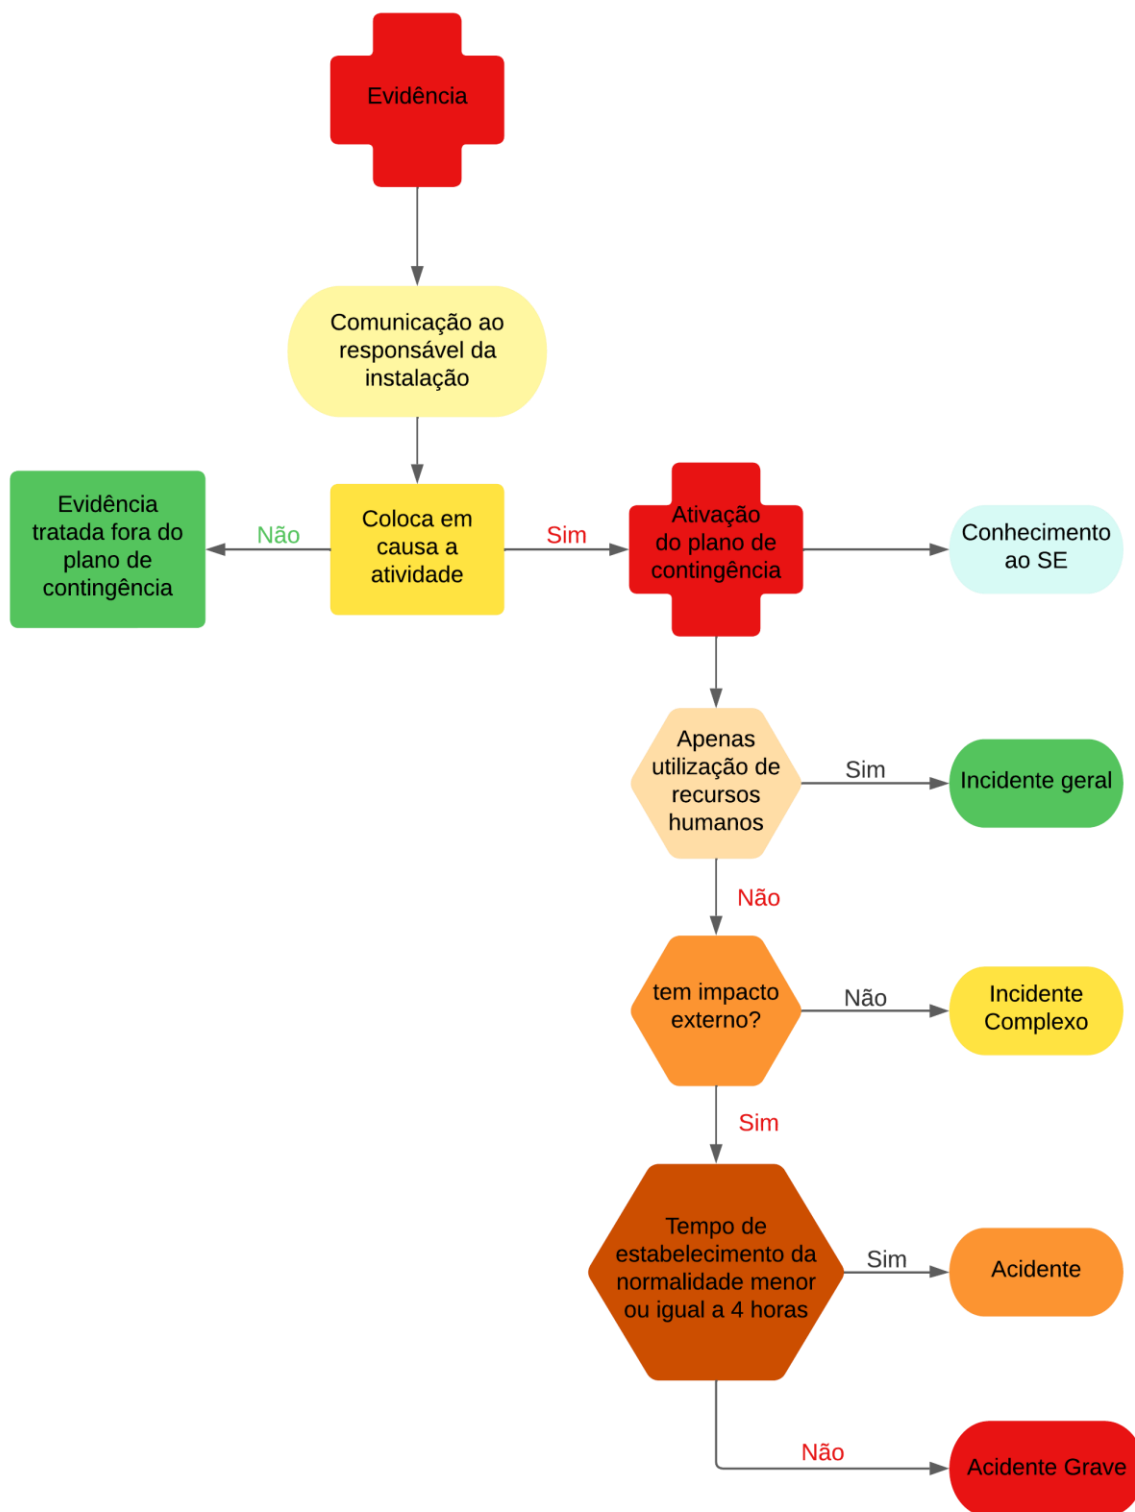 Evidência
Comunicação ao
responsável da
instalação
Evidência
tratada fora do
plano de
contingência
Não
Coloca em
causa a
atividade
Sim
Ativação
do plano de
contingência
Conhecimento
ao SE
Apenas
utilização de
recursos
humanos
Sim
Incidente geral
Não
tem impacto
externo?
Não
Incidente
Complexo
Sim
Tempo de
estabelecimento da
normalidade menor
ou igual a 4 horas
Sim
Acidente
Não
Acidente Grave